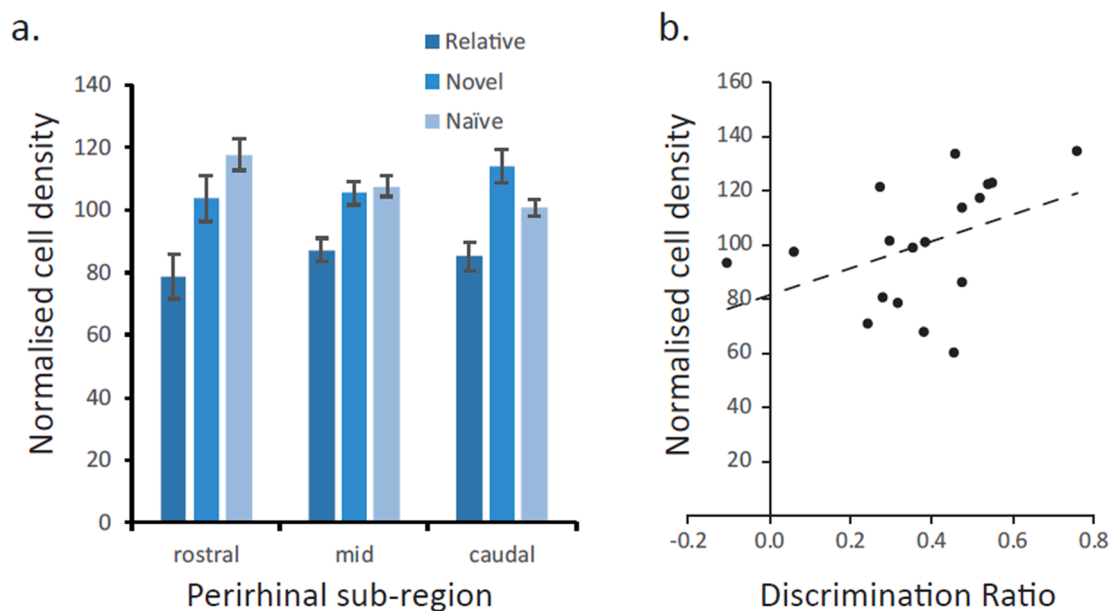 a.
Relative
Novel
Naïve
Normalised cell density
140
120
100
80
60
40
20
0
rostral mid caudal
Perirhinal sub-region
b.
Normalised cell density
160
140
120
100
80
60
40
20
-0.2 0.0 0.2 0.4 0.6 0.8
Discrimination Ratio